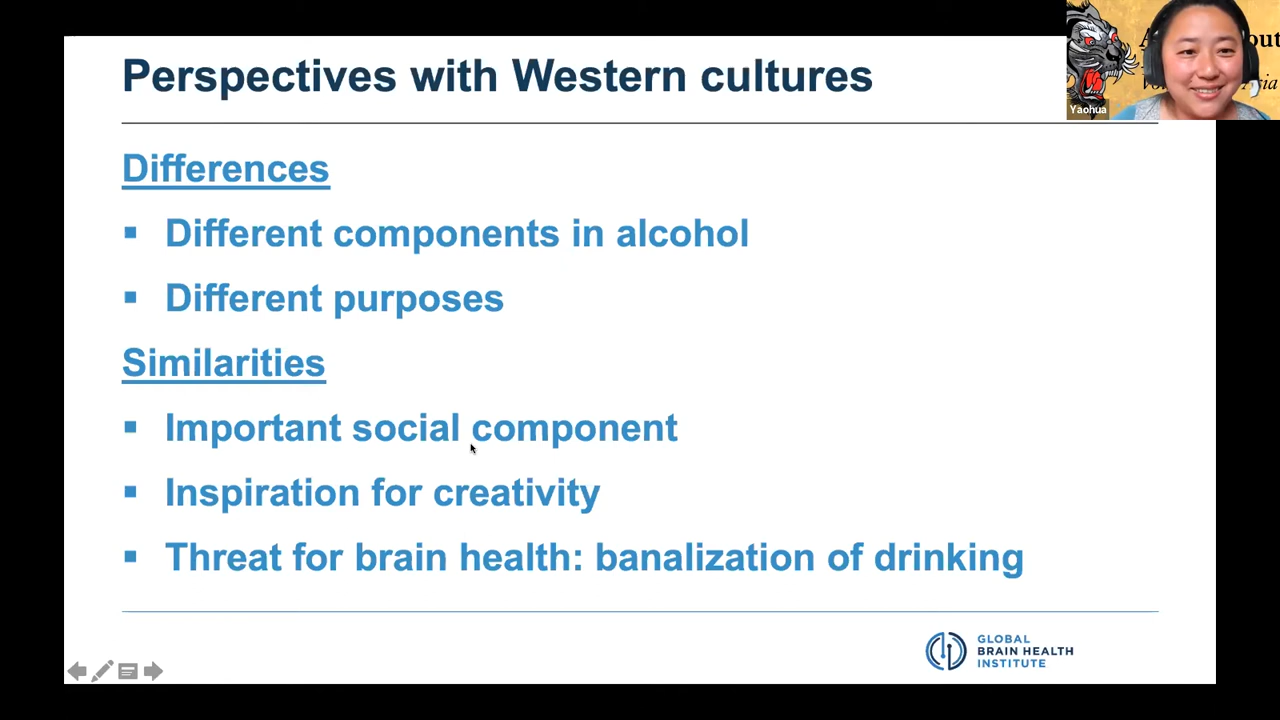 Perspectives with Western cultures
Differences
▪ Different components in alcohol
▪ Different purposes
Similarities
▪ Important social component
▪ Inspiration for creativity
▪ Threat for brain health: banalization of drinking
GLOBAL
BRAIN HEALTH
INSTITUTE
Yaohua